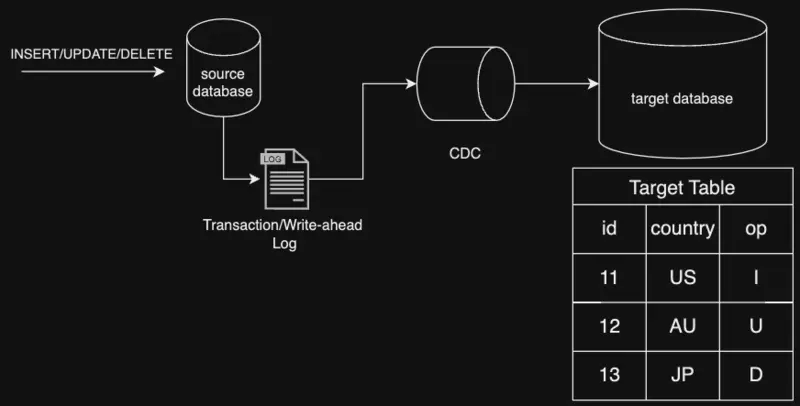 INSERT/UPDATE/DELETE
source
database
LOG
Transaction/Write-ahead
Log
CDC
target database
Target Table
id country op
11 US I
12 AU U
13 JP D